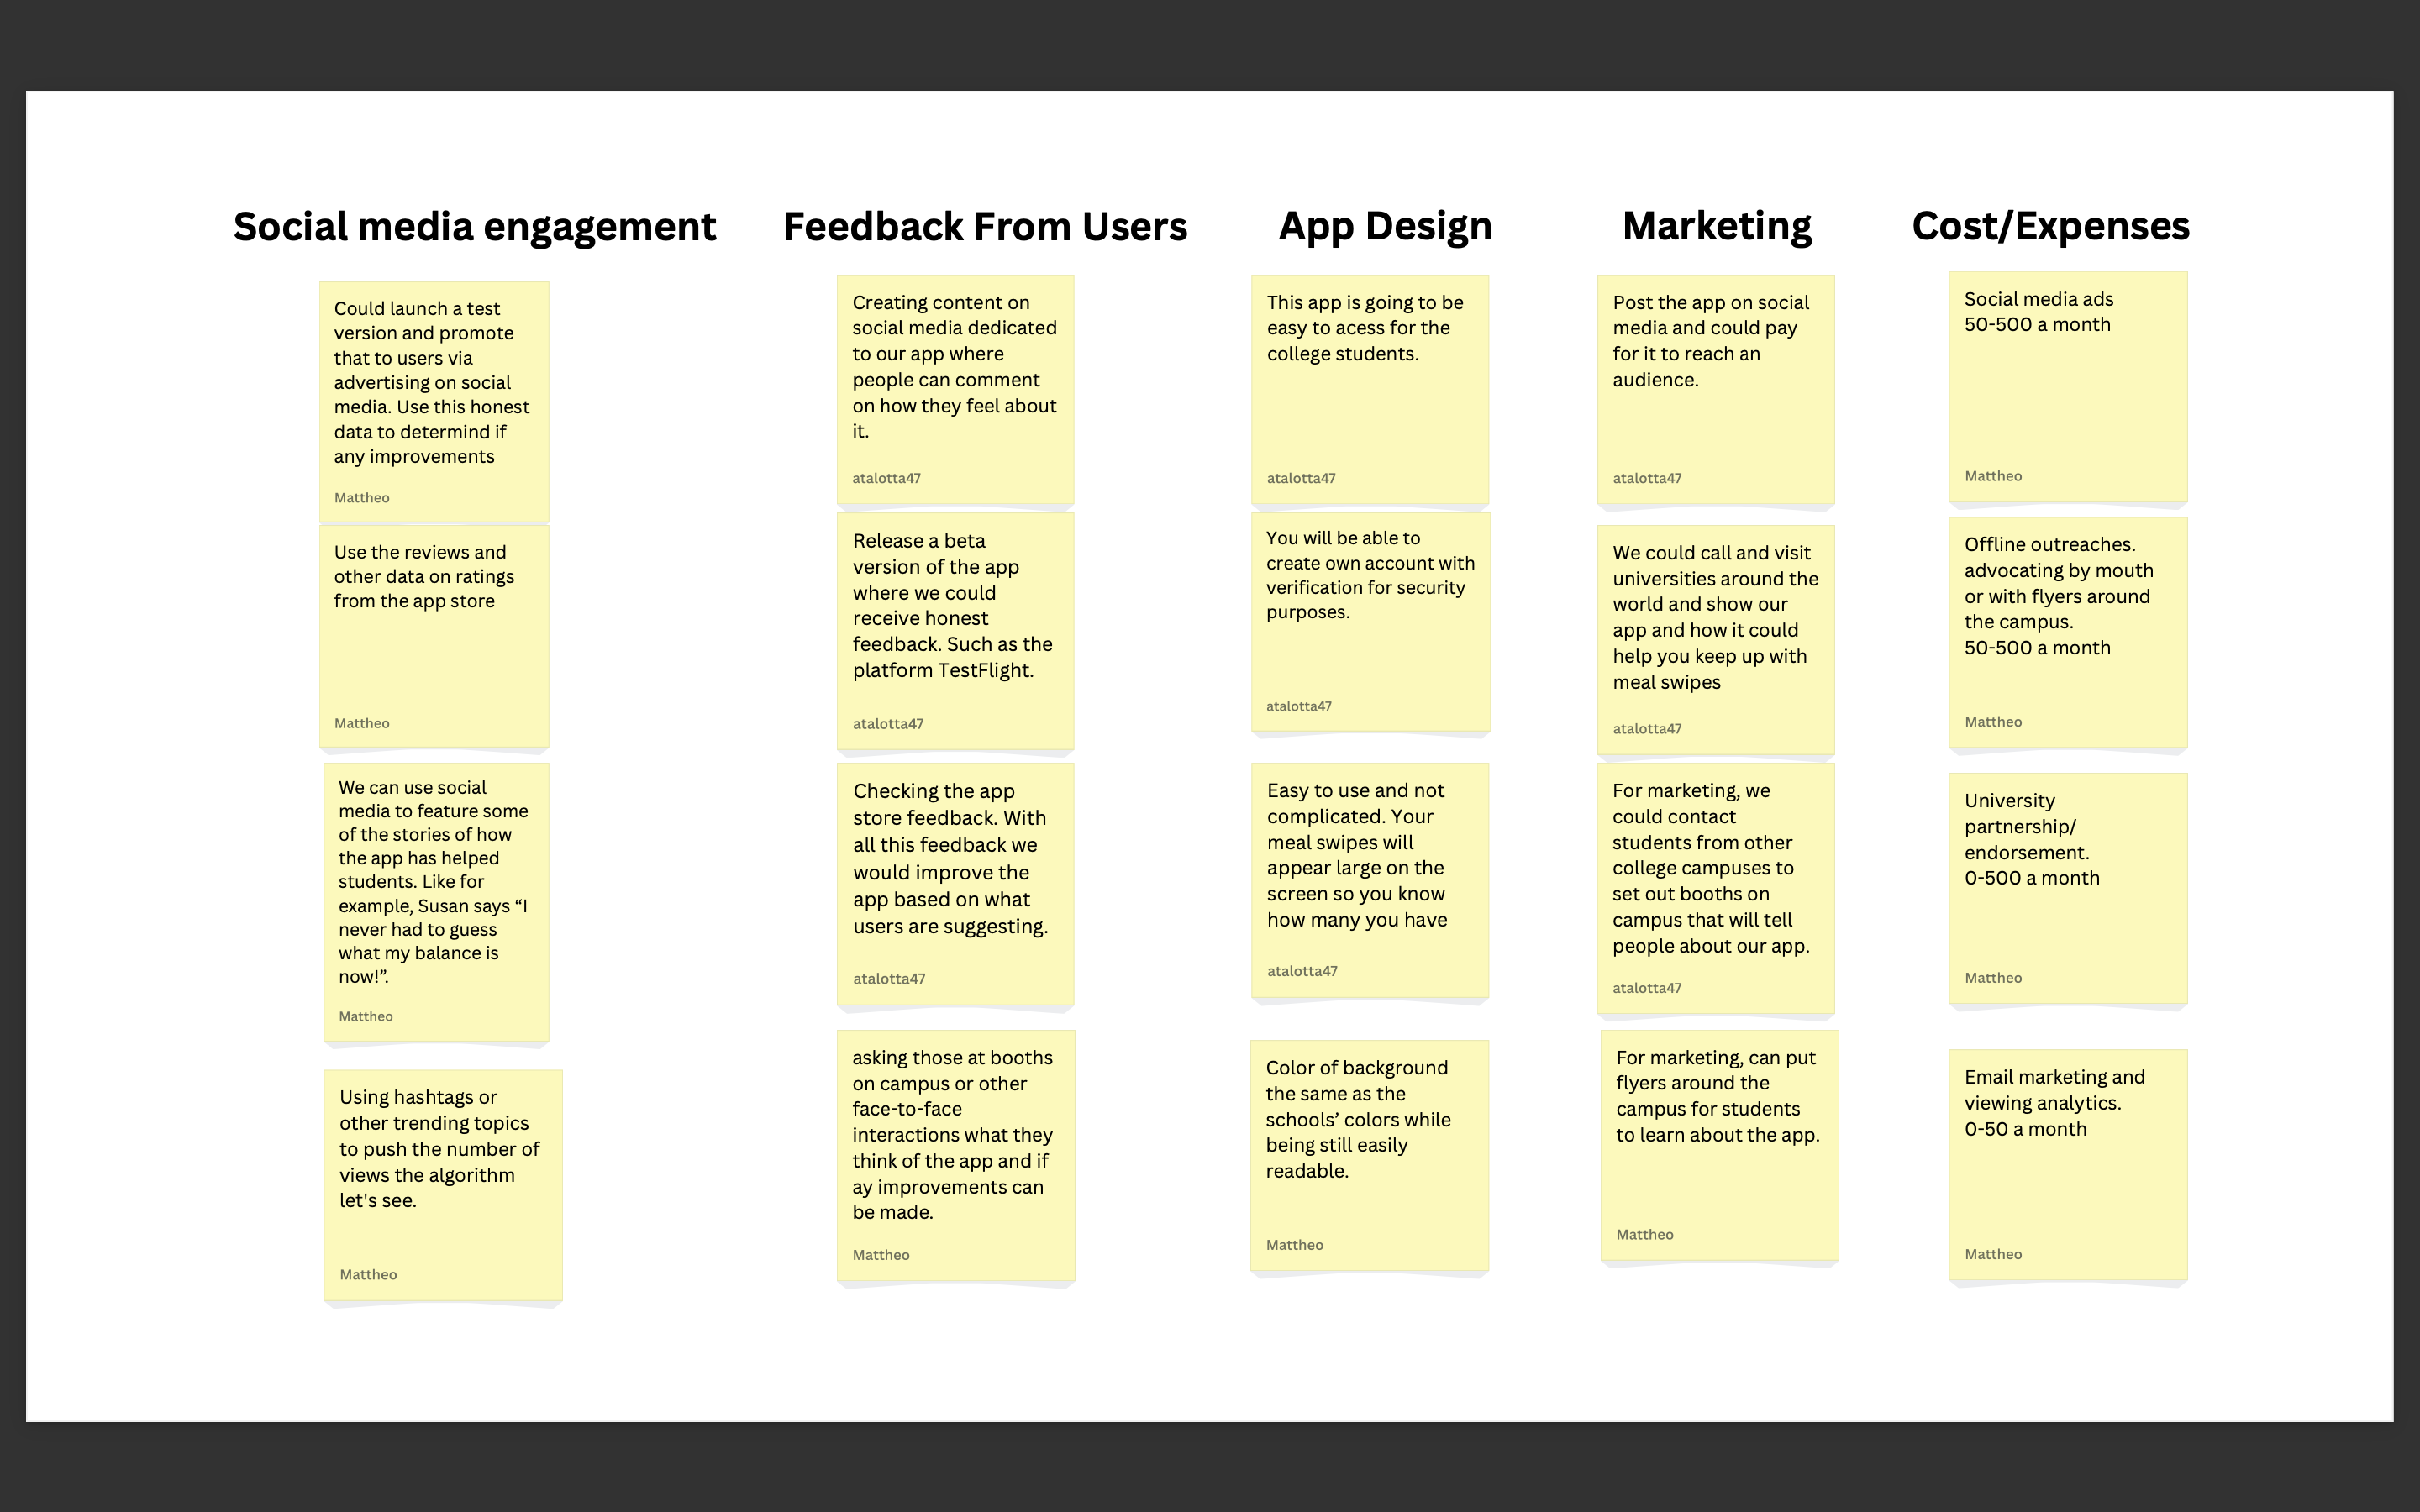 Social media engagement
Could launch a test
version and promote
that to users via
advertising on social
media. Use this honest
data to determind if
any improvements
Mattheo
Use the reviews and
other data on ratings
from the app store
Mattheo
We can use social
media to feature some
of the stories of how
the app has helped
students. Like for
example, Susan says “I
never had to guess
what my balance is
now!”.
Mattheo
Using hashtags or
other trending topics
to push the number of
views the algorithm
let's see.
Mattheo
Feedback From Users
Creating content on
social media dedicated
to our app where
people can comment
on how they feel about
it.
atalotta47
Release a beta
version of the app
where we could
receive honest
feedback. Such as the
platform TestFlight.
atalotta47
Checking the app
store feedback. With
all this feedback we
would improve the
app based on what
users are suggesting.
atalotta47
asking those at booths
on campus or other
face-to-face
interactions what they
think of the app and if
ay improvements can
be made.
Mattheo
App Design
This app is going to be
easy to acess for the
college students.
atalotta47
You will be able to
create own account with
verification for security
purposes.
atalotta47
Easy to use and not
complicated. Your
meal swipes will
appear large on the
screen so you know
how many you have
atalotta47
Color of background
the same as the
schools’ colors while
being still easily
readable.
Mattheo
Marketing
Post the app on social
media and could pay
for it to reach an
audience.
atalotta47
We could call and visit
universities around the
world and show our
app and how it could
help you keep up with
meal swipes
atalotta47
For marketing, we
could contact
students from other
college campuses to
set out booths on
campus that will tell
people about our app.
atalotta47
For marketing, can put
flyers around the
campus for students
to learn about the app.
Mattheo
Cost/Expenses
Social media ads
50-500 a month
Mattheo
Offline outreaches.
advocating by mouth
or with flyers around
the campus.
50-500 a month
Mattheo
University
partnership/
endorsement.
0-500 a month
Mattheo
Email marketing and
viewing analytics.
0-50 a month
Mattheo